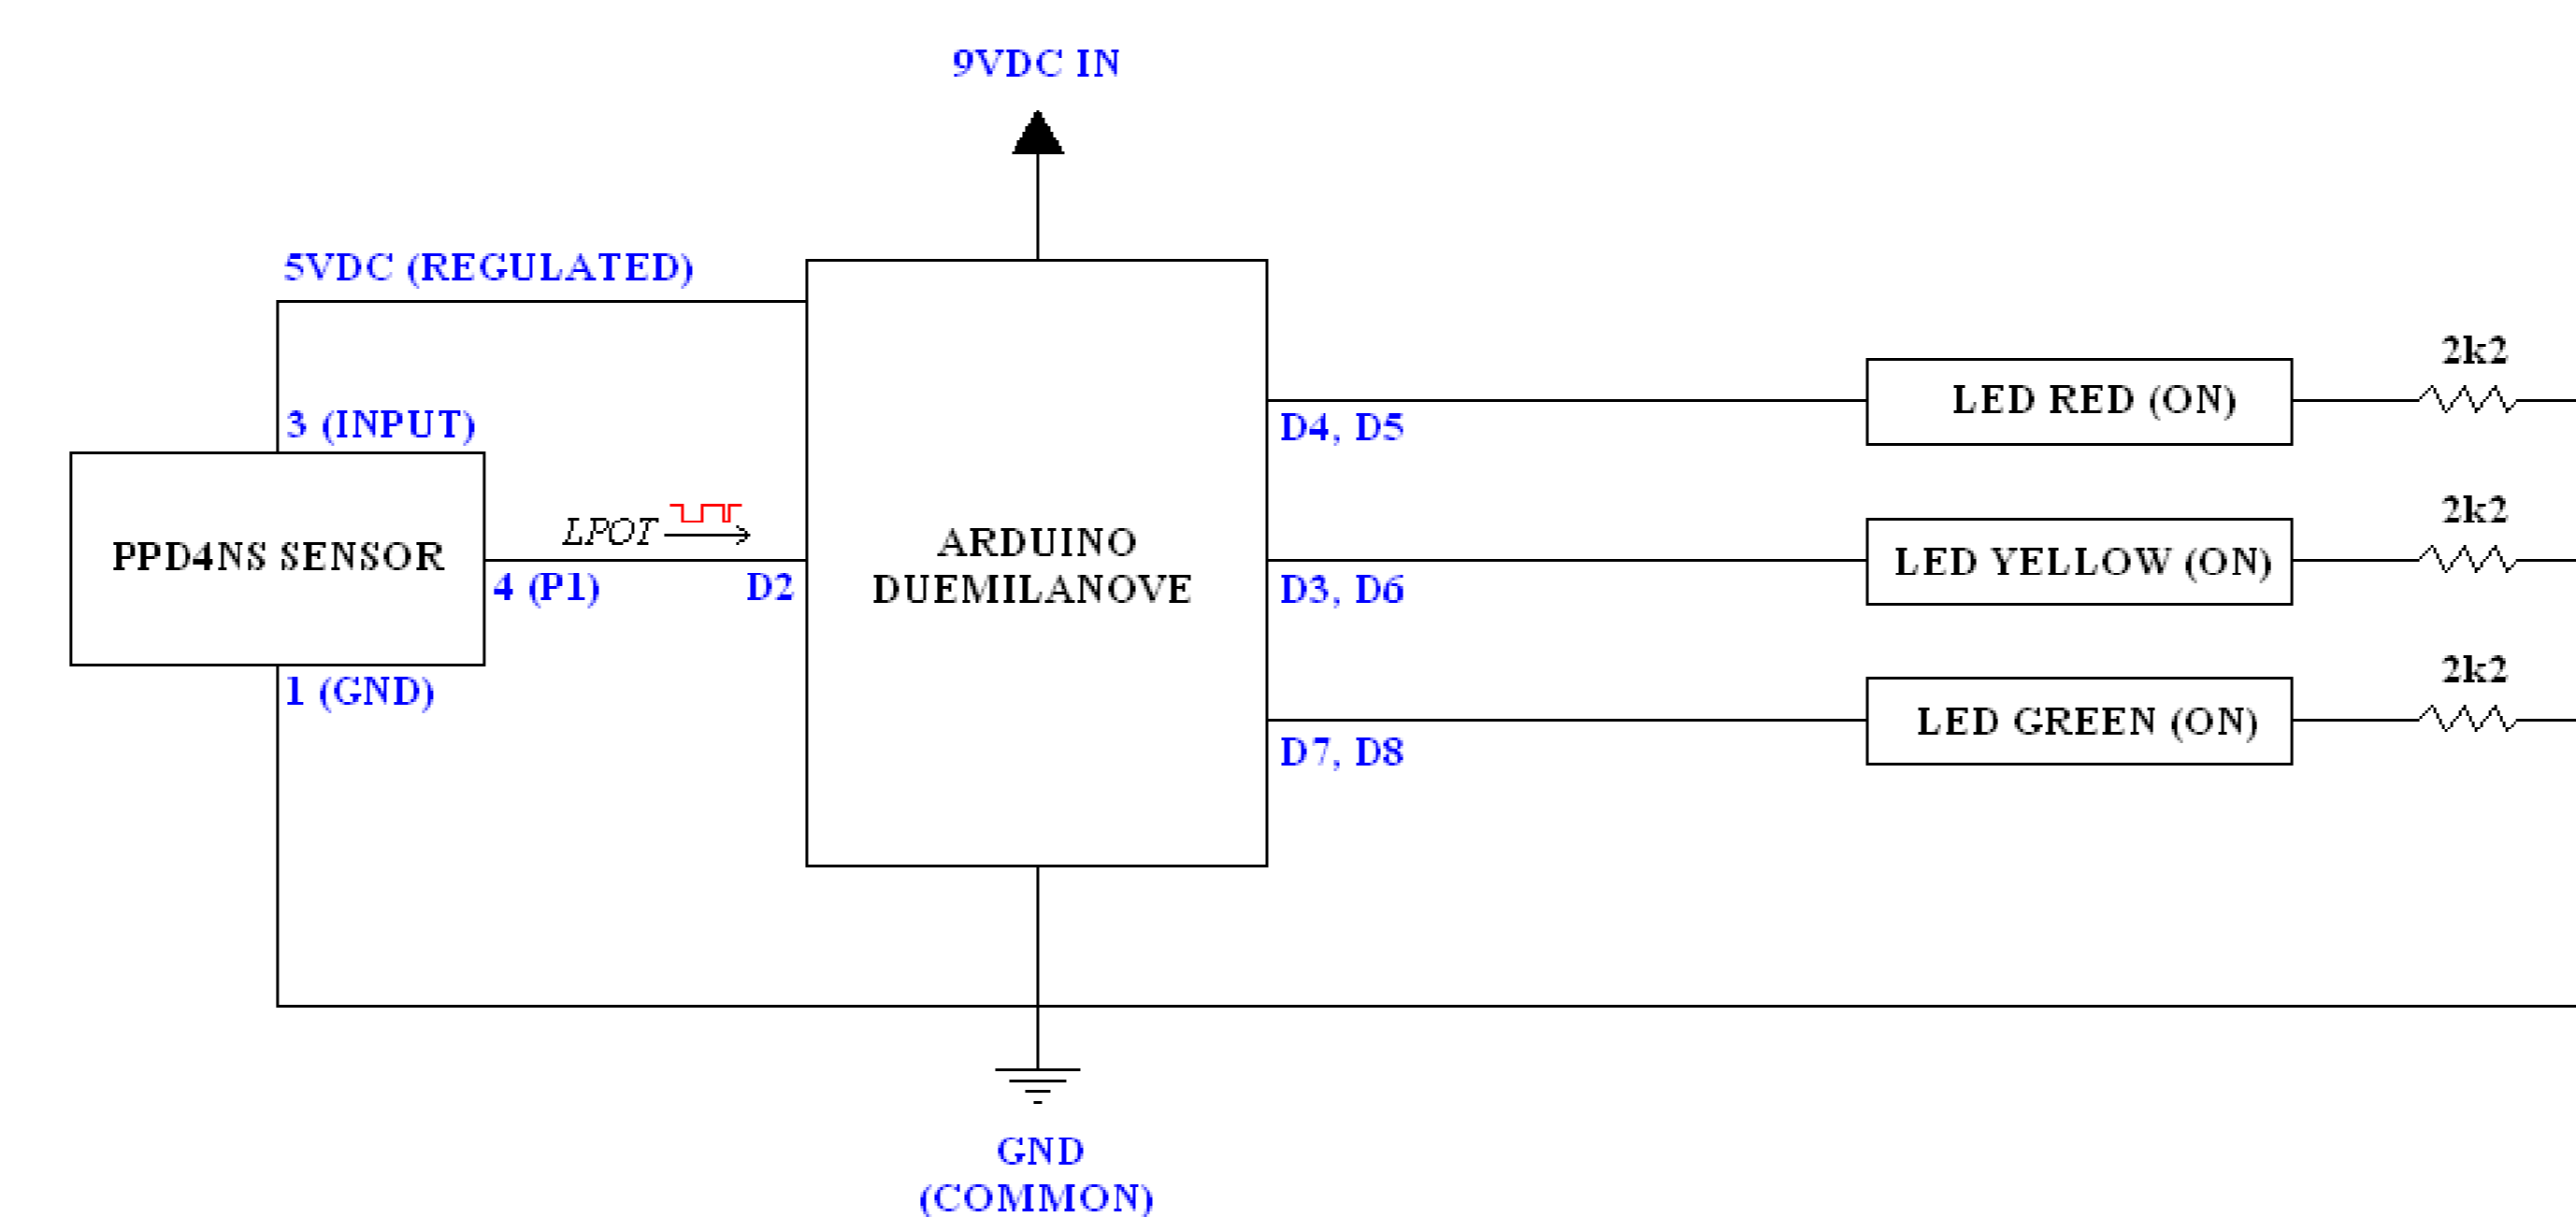 9VDC IN
5VDC (REGULATED)
3 (INPUT)
PPD4NS SENSOR
LPOT
4 (P1)
D2
1 (GND)
ARDUINO
DUEMILANOVE
D4, D5
LED RED (ON)
2k2
D3, D6
LED YELLOW (ON)
2k2
D7, D8
LED GREEN (ON)
2k2
GND
(COMMON)